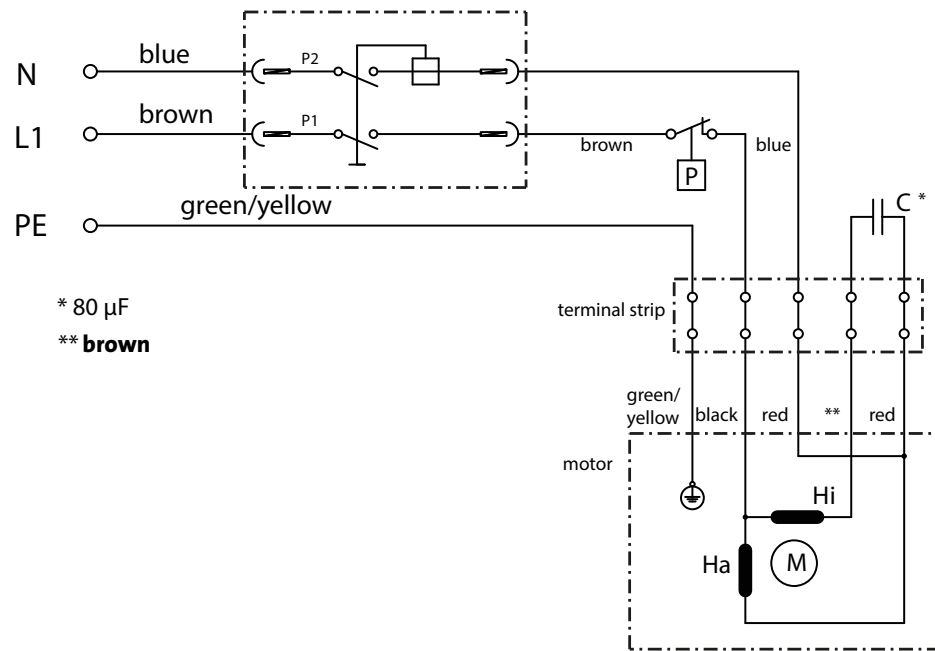 blue
N
P2
brown
L1
P1
brown
blue
P
green/yellow
PE
C *
* 80 µF
** brown
terminal strip
green/
yellow
black
red
**
red
motor
Hi
Ha
M